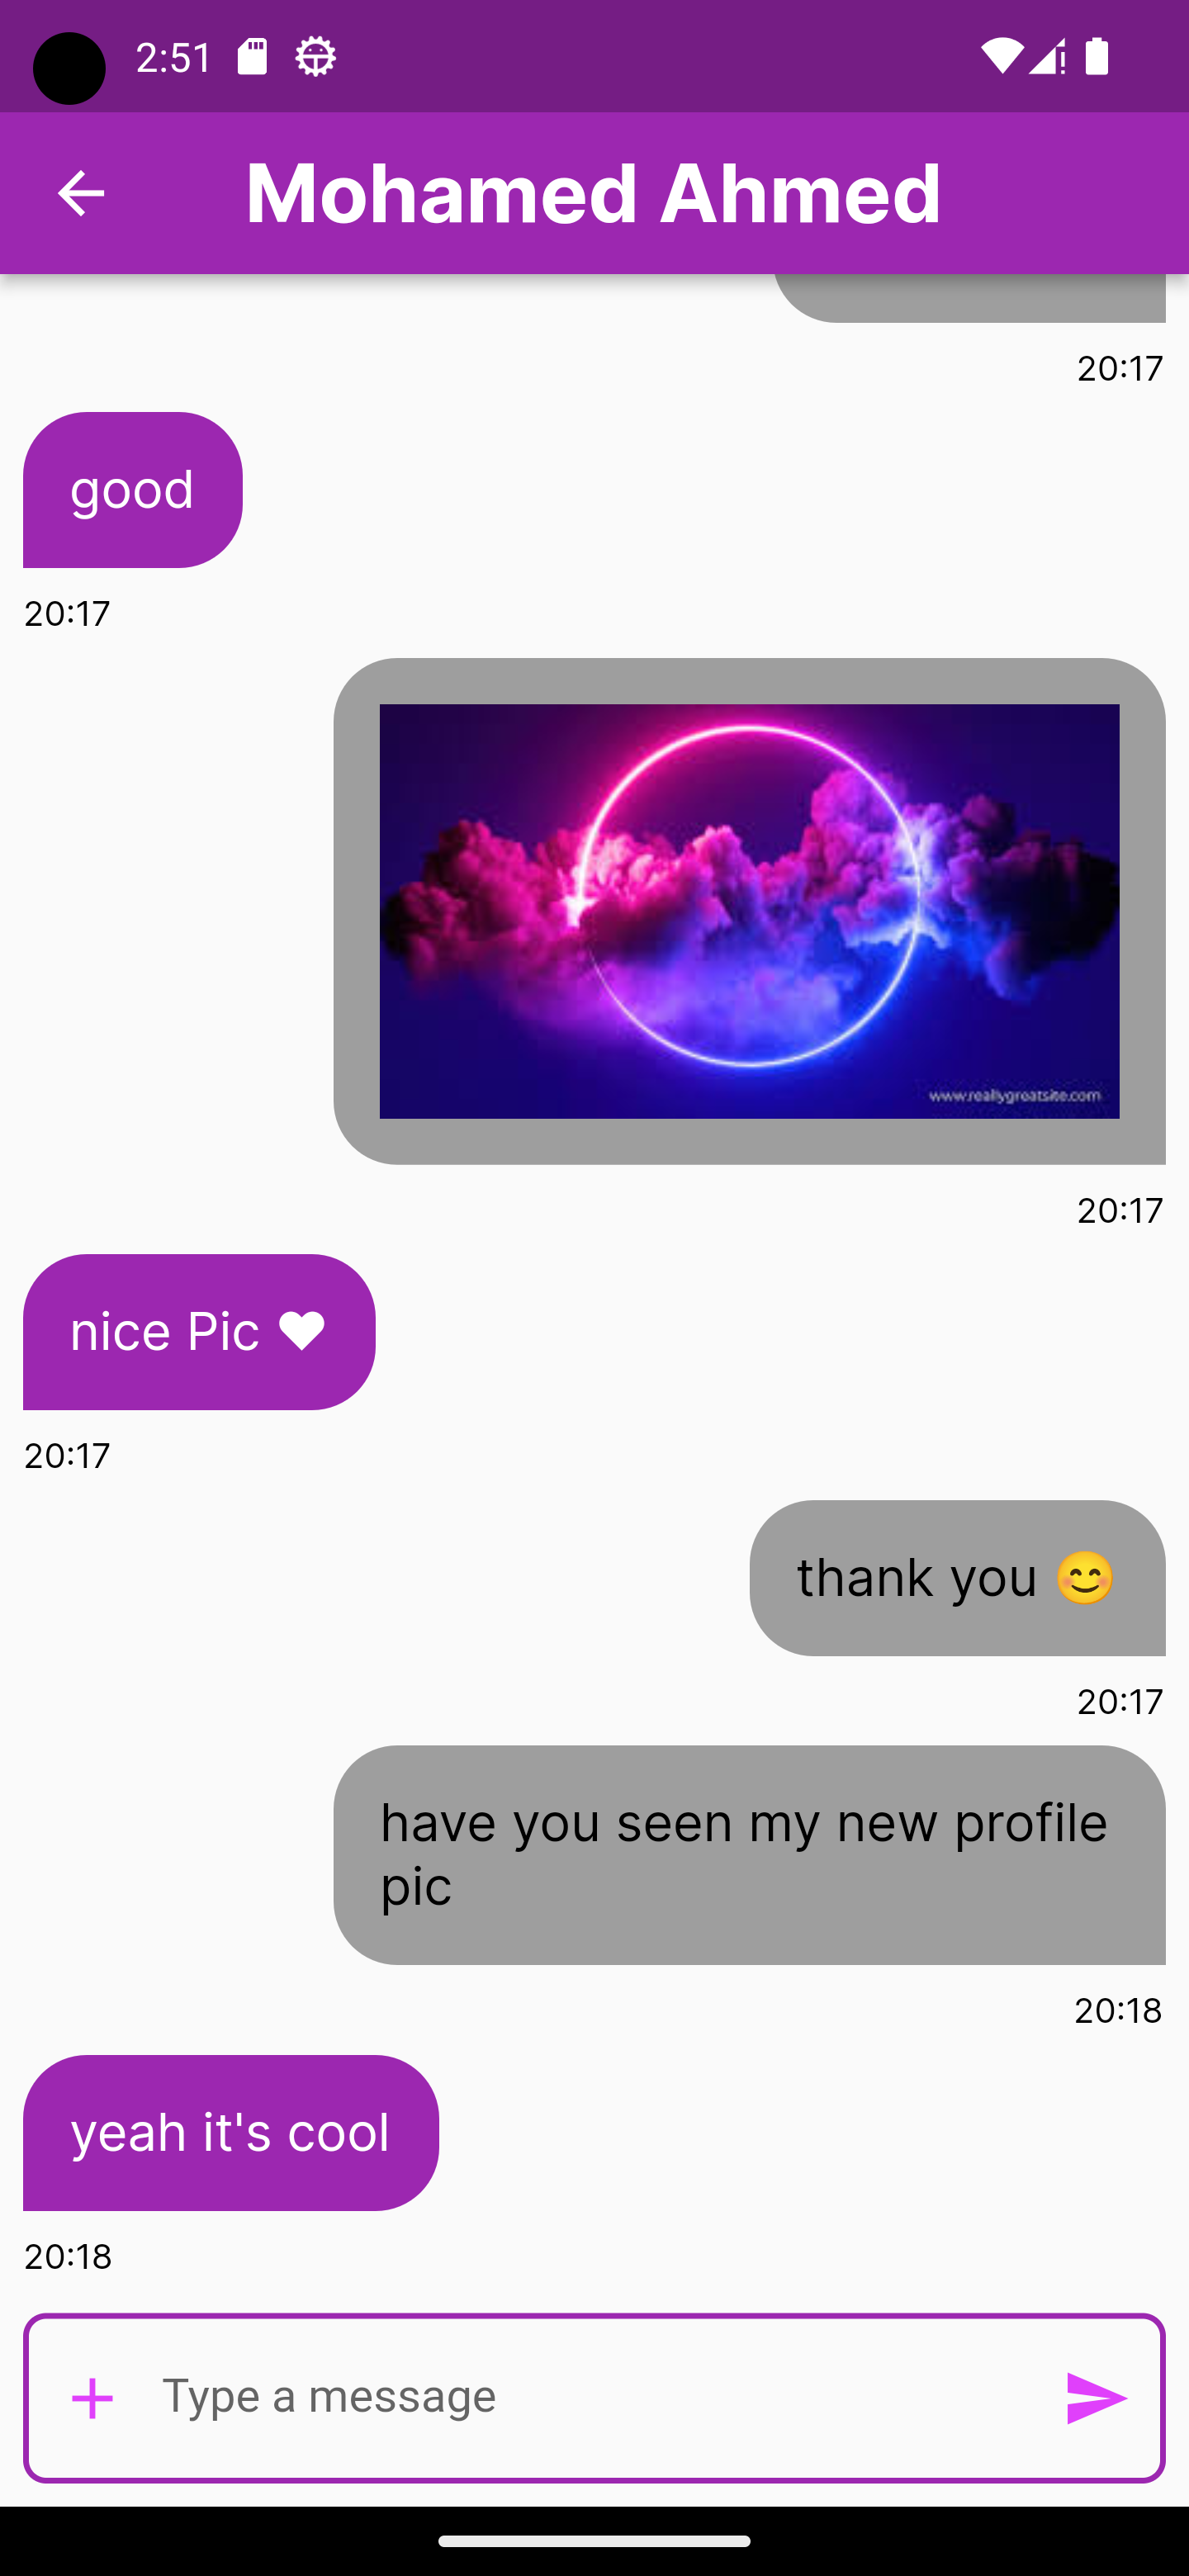 2:51
Mohamed Ahmed
20:17
good
20:17
www.reallygreatsite.com
20:17
nice Pic ♥
20:17
thank you 😊
20:17
have you seen my new profile
pic
20:18
yeah it's cool
20:18
Type a message